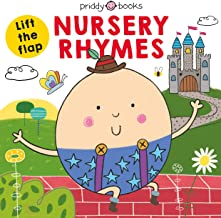 priddy books
Lift
the
flap
NURSERY
RHYMES